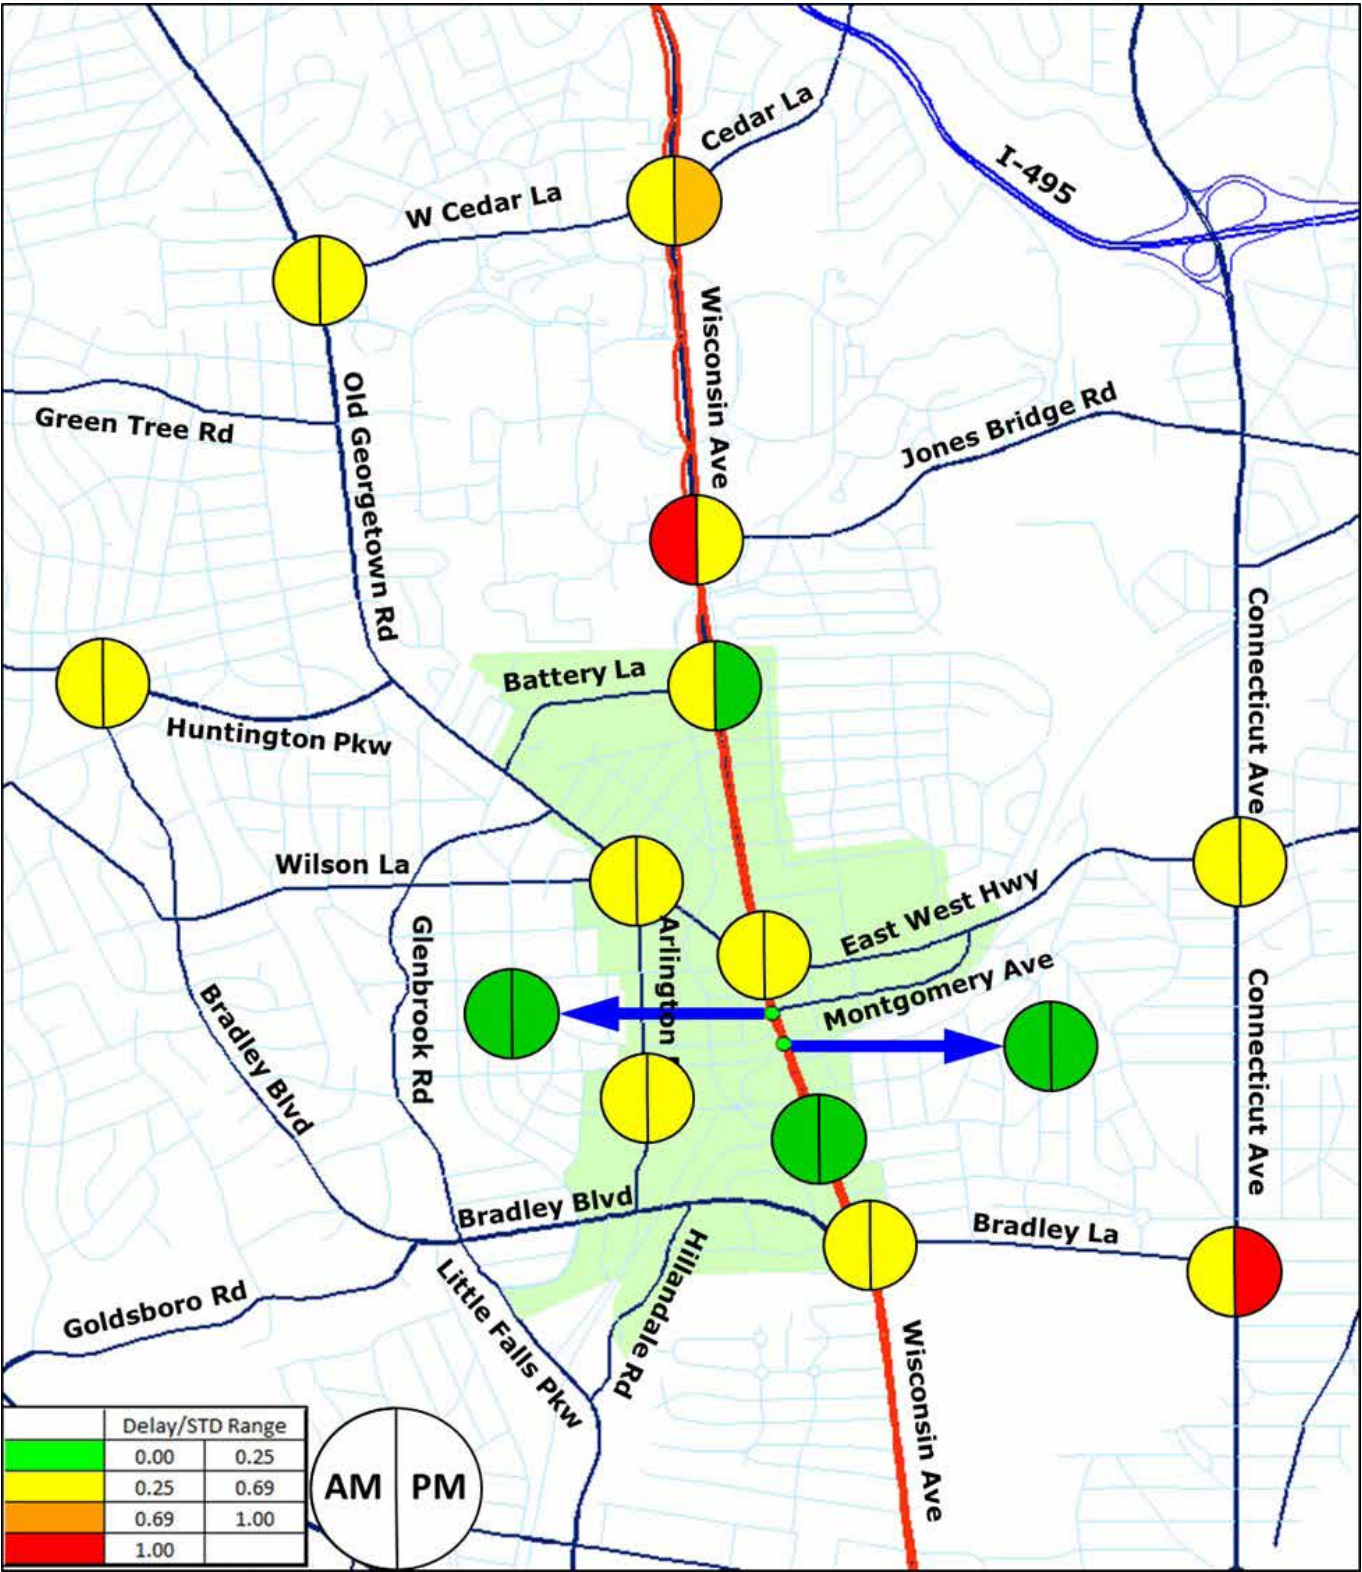 Cedar La
I-495
W Cedar La
Wisconsin Ave
Old Georgetown Rd
Green Tree Rd
Jones Bridge Rd
Connecticut Ave
Battery La
Huntington Pkw
Wilson La
East West Hwy
Arlington
Glenbrook Rd
Montgomery Ave
Connecticut Ave
Bradley Blvd
Bradley Blvd
Bradley La
Hillandale Rd
Little Falls Pkw
Goldsboro Rd
Wisconsin Ave
Delay/STD Range
0.00 0.25
0.25 0.69
0.69 1.00
1.00
AM PM